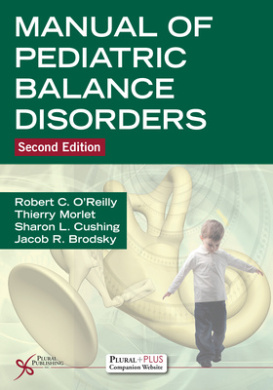 MANUAL OF
PEDIATRIC
BALANCE
DISORDERS
Second Edition
Robert C. O'Reilly
Thierry Morlet
Sharon L. Cushing
Jacob R. Brodsky
PLURAL
PUBLISHING
PLURAL+PLUS
Companion Website